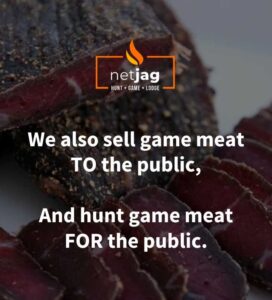 netjag
HUNT • GAME • LODGE
We also sell game meat
TO the public,
And hunt game meat
FOR the public.